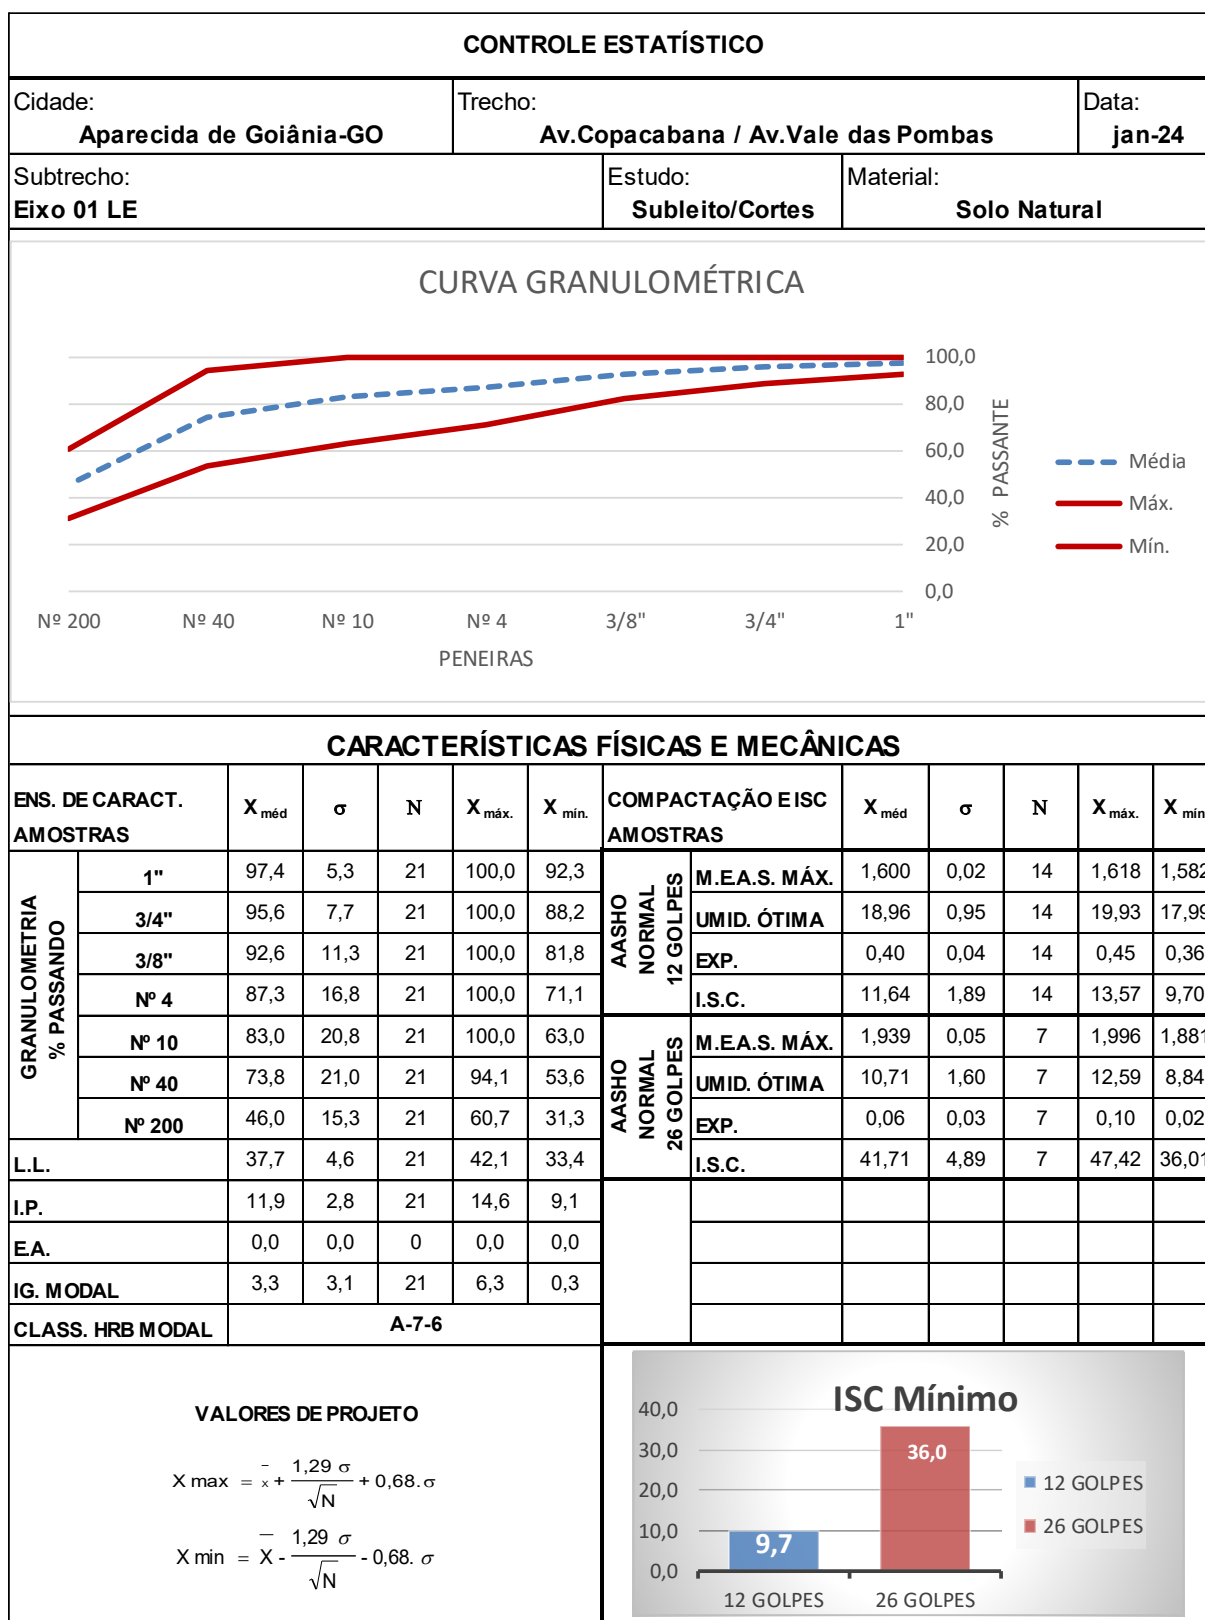 CONTROLE ESTATÍSTICO
Cidade:
Aparecida de Goiânia-GO
Trecho:
Av.Copacabana / Av.Vale das Pombas
Data:
jan-24
Subtrecho:
Eixo 01 LE
Estudo:
Subleito/Cortes
Material:
Solo Natural
CURVA GRANULOMÉTRICA
100,0
80,0
60,0
40,0
20,0
0,0
% PASSANTE
Média
Máx.
Mín.
Nº 200 Nº 40 Nº 10 Nº 4 3/8" 3/4" 1"
PENEIRAS
CARACTERÍSTICAS FÍSICAS E MECÂNICAS
ENS. DE CARACT.
AMOSTRAS
X méd σ N X máx. X mín.
GRANULOMETRIA
% PASSANDO
1" 97,4 5,3 21 100,0 92,3
3/4" 95,6 7,7 21 100,0 88,2
3/8" 92,6 11,3 21 100,0 81,8
Nº 4 87,3 16,8 21 100,0 71,1
Nº 10 83,0 20,8 21 100,0 63,0
Nº 40 73,8 21,0 21 94,1 53,6
Nº 200 46,0 15,3 21 60,7 31,3
L.L. 37,7 4,6 21 42,1 33,4
I.P. 11,9 2,8 21 14,6 9,1
E.A. 0,0 0,0 0 0,0 0,0
IG. MODAL 3,3 3,1 21 6,3 0,3
CLASS. HRB MODAL A-7-6
COMPACTAÇÃO E ISC
AMOSTRAS
X méd σ N X máx. X mín
AASHO
NORMAL
12 GOLPES
M.E.A.S. MÁX. 1,600 0,02 14 1,618 1,582
UMID. ÓTIMA 18,96 0,95 14 19,93 17,99
EXP. 0,40 0,04 14 0,45 0,36
I.S.C. 11,64 1,89 14 13,57 9,70
AASHO
NORMAL
26 GOLPES
M.E.A.S. MÁX. 1,939 0,05 7 1,996 1,881
UMID. ÓTIMA 10,71 1,60 7 12,59 8,84
EXP. 0,06 0,03 7 0,10 0,02
I.S.C. 41,71 4,89 7 47,42 36,01
VALORES DE PROJETO
X max = x̄ + 1,29 σ / √N + 0,68. σ
X min = X̄ - 1,29 σ / √N - 0,68. σ
ISC Mínimo
40,0
30,0
20,0
10,0
0,0
9,7
36,0
12 GOLPES 26 GOLPES
12 GOLPES
26 GOLPES